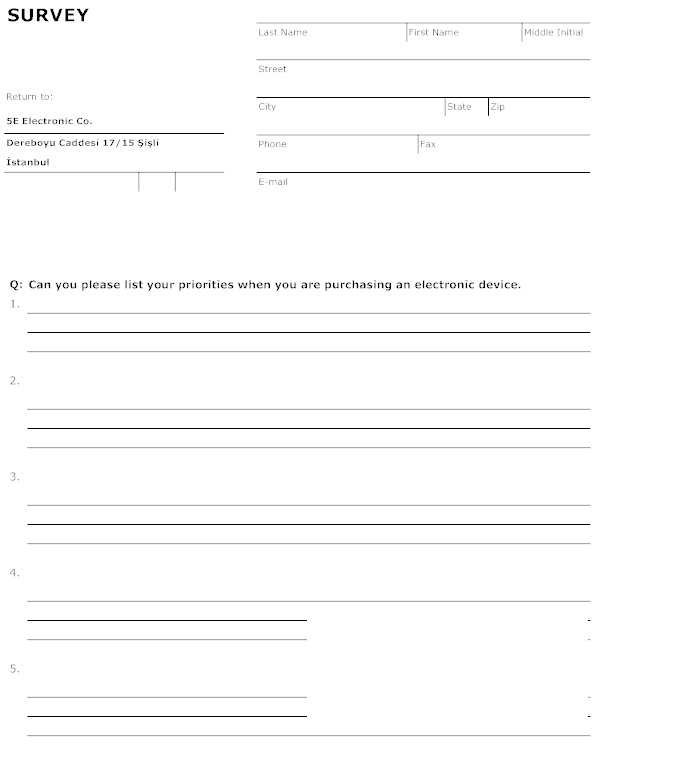 SURVEY
Last Name First Name Middle Initial
Street
Return to:
City State Zip
5E Electronic Co.
Dereboyu Caddesi 17/15 Şişli
Phone Fax
İstanbul
E-mail
Q: Can you please list your priorities when you are purchasing an electronic device.
1.
2.
3.
4.
5.